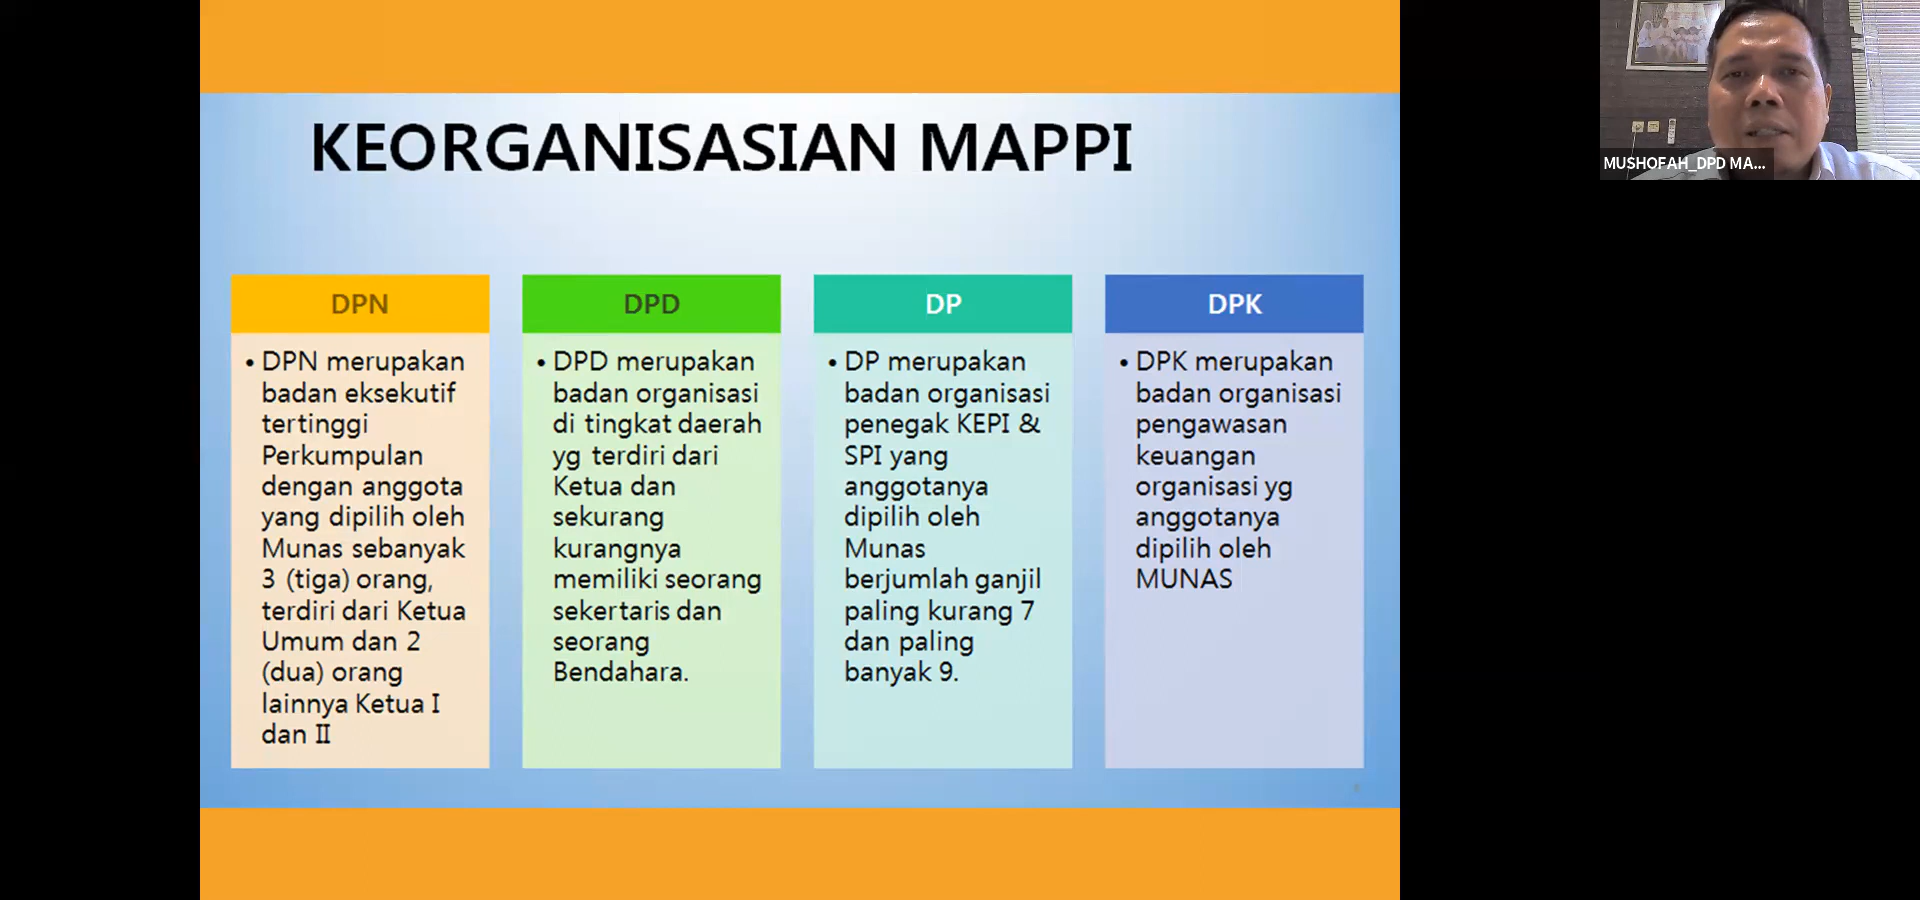 KEORGANISASIAN MAPPI
DPN
• DPN merupakan
badan eksekutif
tertinggi
Perkumpulan
dengan anggota
yang dipilih oleh
Munas sebanyak
3 (tiga) orang,
terdiri dari Ketua
Umum dan 2
(dua) orang
lainnya Ketua I
dan II
DPD
• DPD merupakan
badan organisasi
di tingkat daerah
yg terdiri dari
Ketua dan
sekurang
kurangnya
memiliki seorang
sekertaris dan
seorang
Bendahara.
DP
• DP merupakan
badan organisasi
penegak KEPI &
SPI yang
anggotanya
dipilih oleh
Munas
berjumlah ganjil
paling kurang 7
dan paling
banyak 9.
DPK
• DPK merupakan
badan organisasi
pengawasan
keuangan
organisasi yg
anggotanya
dipilih oleh
MUNAS
MUSHOFAH_DPD MA...